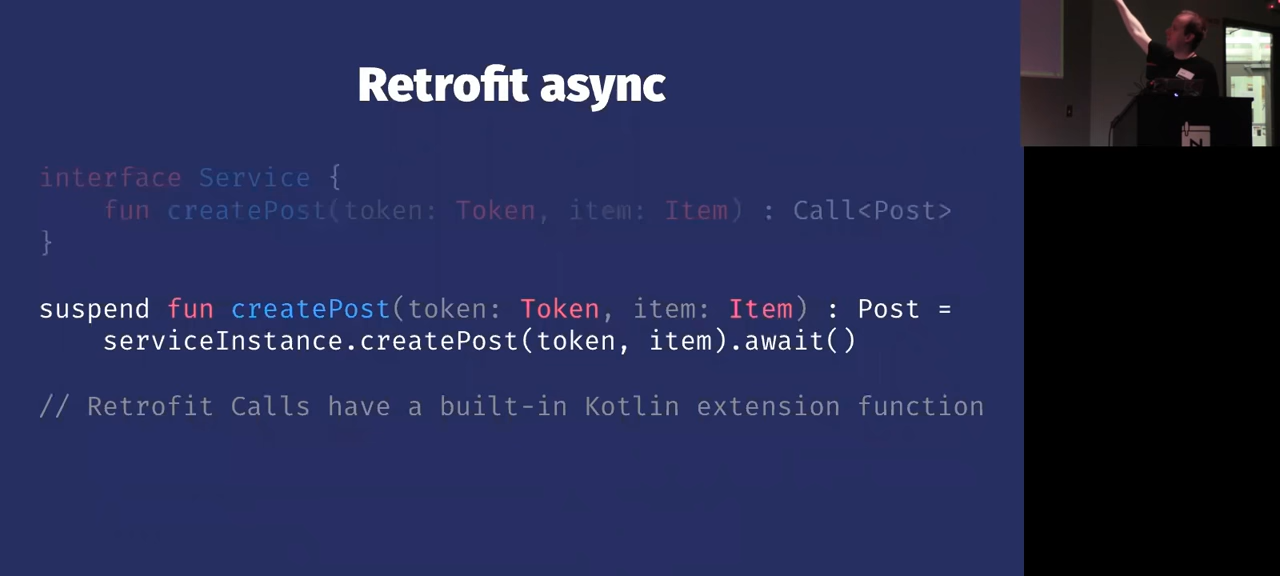 Retrofit async
interface Service {
    fun createPost(token: Token, item: Item) : Call<Post>
}
suspend fun createPost(token: Token, item: Item) : Post =
    serviceInstance.createPost(token, item).await()
// Retrofit Calls have a built-in Kotlin extension function